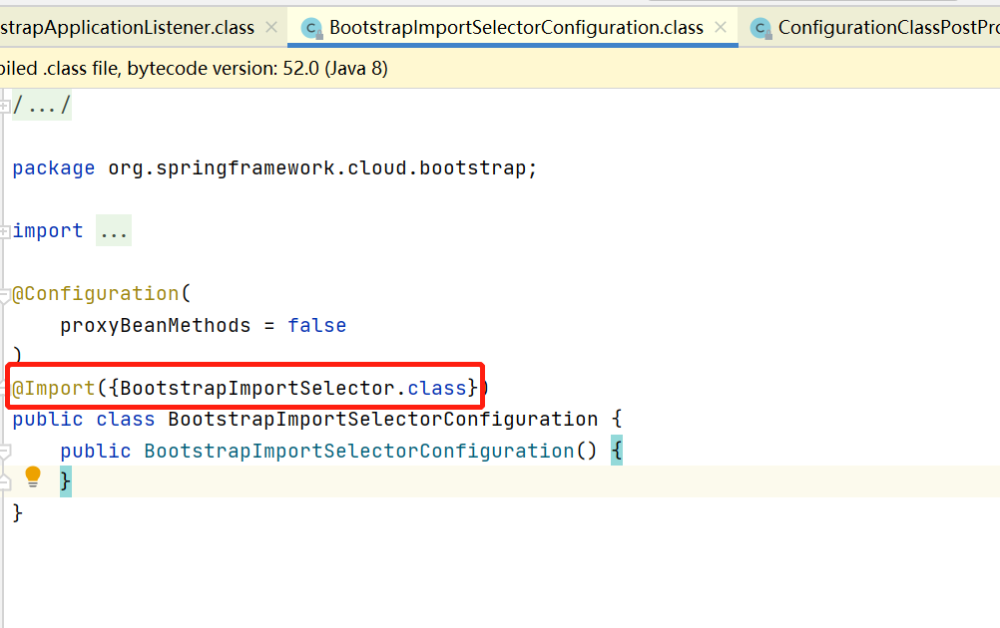 strapApplicationListener.class BootstrapImportSelectorConfiguration.class ConfigurationClassPostPro
piled .class file, bytecode version: 52.0 (Java 8)
/.../
package org.springframework.cloud.bootstrap;
import ...
@Configuration(
proxyBeanMethods = false
)
@Import({BootstrapImportSelector.class})
public class BootstrapImportSelectorConfiguration {
public BootstrapImportSelectorConfiguration() {
}
}